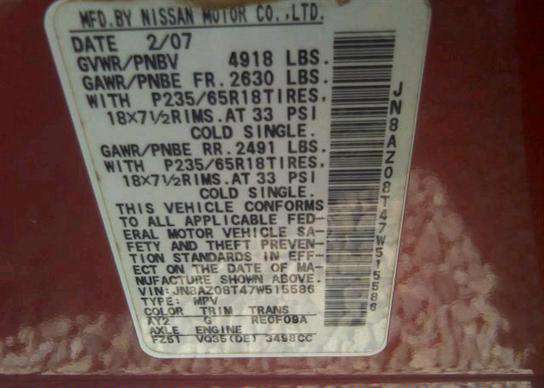 MFD.BY NISSAN MOTOR CO.,LTD.
DATE 2/07
GVWR/PNBV 4918 LBS.
GAWR/PNBE FR. 2630 LBS.
WITH P235/65R18TIRES,
18X7½RIMS.AT 33 PSI
COLD SINGLE.
GAWR/PNBE RR. 2491 LBS.
WITH P235/65R18TIRES,
18X7½RIMS.AT 33 PSI
COLD SINGLE.
THIS VEHICLE CONFORMS
TO ALL APPLICABLE FED-
ERAL MOTOR VEHICLE SA-
FETY AND THEFT PREVEN-
TION STANDARDS IN EFF-
ECT ON THE DATE OF MA-
NUFACTURE SHOWN ABOVE.
VIN:JN8AZ08T47W515586
TYPE: MPV
COLOR TRIM TRANS
AY2 G RE0F09A
AXLE ENGINE
FZ61 VQ35(DE) 3498CC
JN8AZ08T47W515586